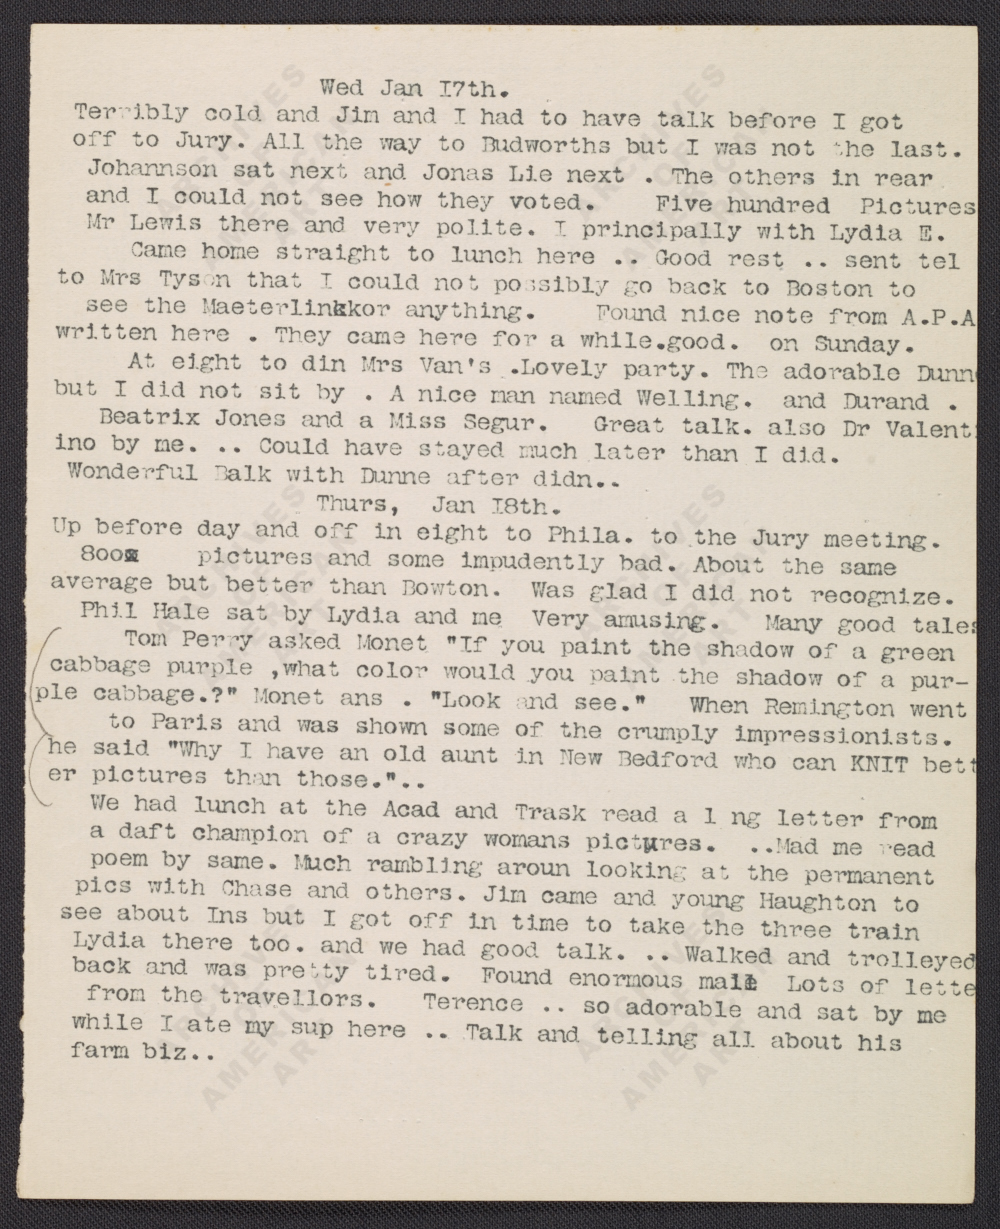 Wed Jan I7th.
Terribly cold and Jim and I had to have talk before I got
off to Jury. All the way to Budworths but I was not the last.
Johannson sat next and Jonas Lie next . The others in rear
and I could not see how they voted. Five hundred Pictures
Mr Lewis there and very polite. I principally with Lydia E.
Came home straight to lunch here .. Good rest .. sent tel
to Mrs Tyson that I could not possibly go back to Boston to
see the Maeterlinkkor anything. Found nice note from A.P.A
written here . They came here for a while.good. on Sunday.
At eight to din Mrs Van's .Lovely party. The adorable Dunn
but I did not sit by . A nice man named Welling. and Durand .
Beatrix Jones and a Miss Segur. Great talk. also Dr Valent
ino by me. .. Could have stayed much later than I did.
Wonderful Balk with Dunne after didn..
Thurs, Jan I8th.
Up before day and off in eight to Phila. to the Jury meeting.
800 pictures and some impudently bad. About the same
average but better than Bowton. Was glad I did not recognize.
Phil Hale sat by Lydia and me Very amusing. Many good tales
Tom Perry asked Monet "If you paint the shadow of a green
cabbage purple ,what color would you paint the shadow of a pur-
ple cabbage.?" Monet ans . "Look and see." When Remington went
to Paris and was shown some of the crumply impressionists.
he said "Why I have an old aunt in New Bedford who can KNIT bett
er pictures than those."..
We had lunch at the Acad and Trask read a l ng letter from
a daft champion of a crazy womans pictures. ..Mad me read
poem by same. Much rambling aroun looking at the permanent
pics with Chase and others. Jim came and young Haughton to
see about Ins but I got off in time to take the three train
Lydia there too. and we had good talk. .. Walked and trolleyed
back and was pretty tired. Found enormous mail Lots of lette
from the travellors. Terence .. so adorable and sat by me
while I ate my sup here .. Talk and telling all about his
farm biz..
ARCHIVES OF AMERICAN ART